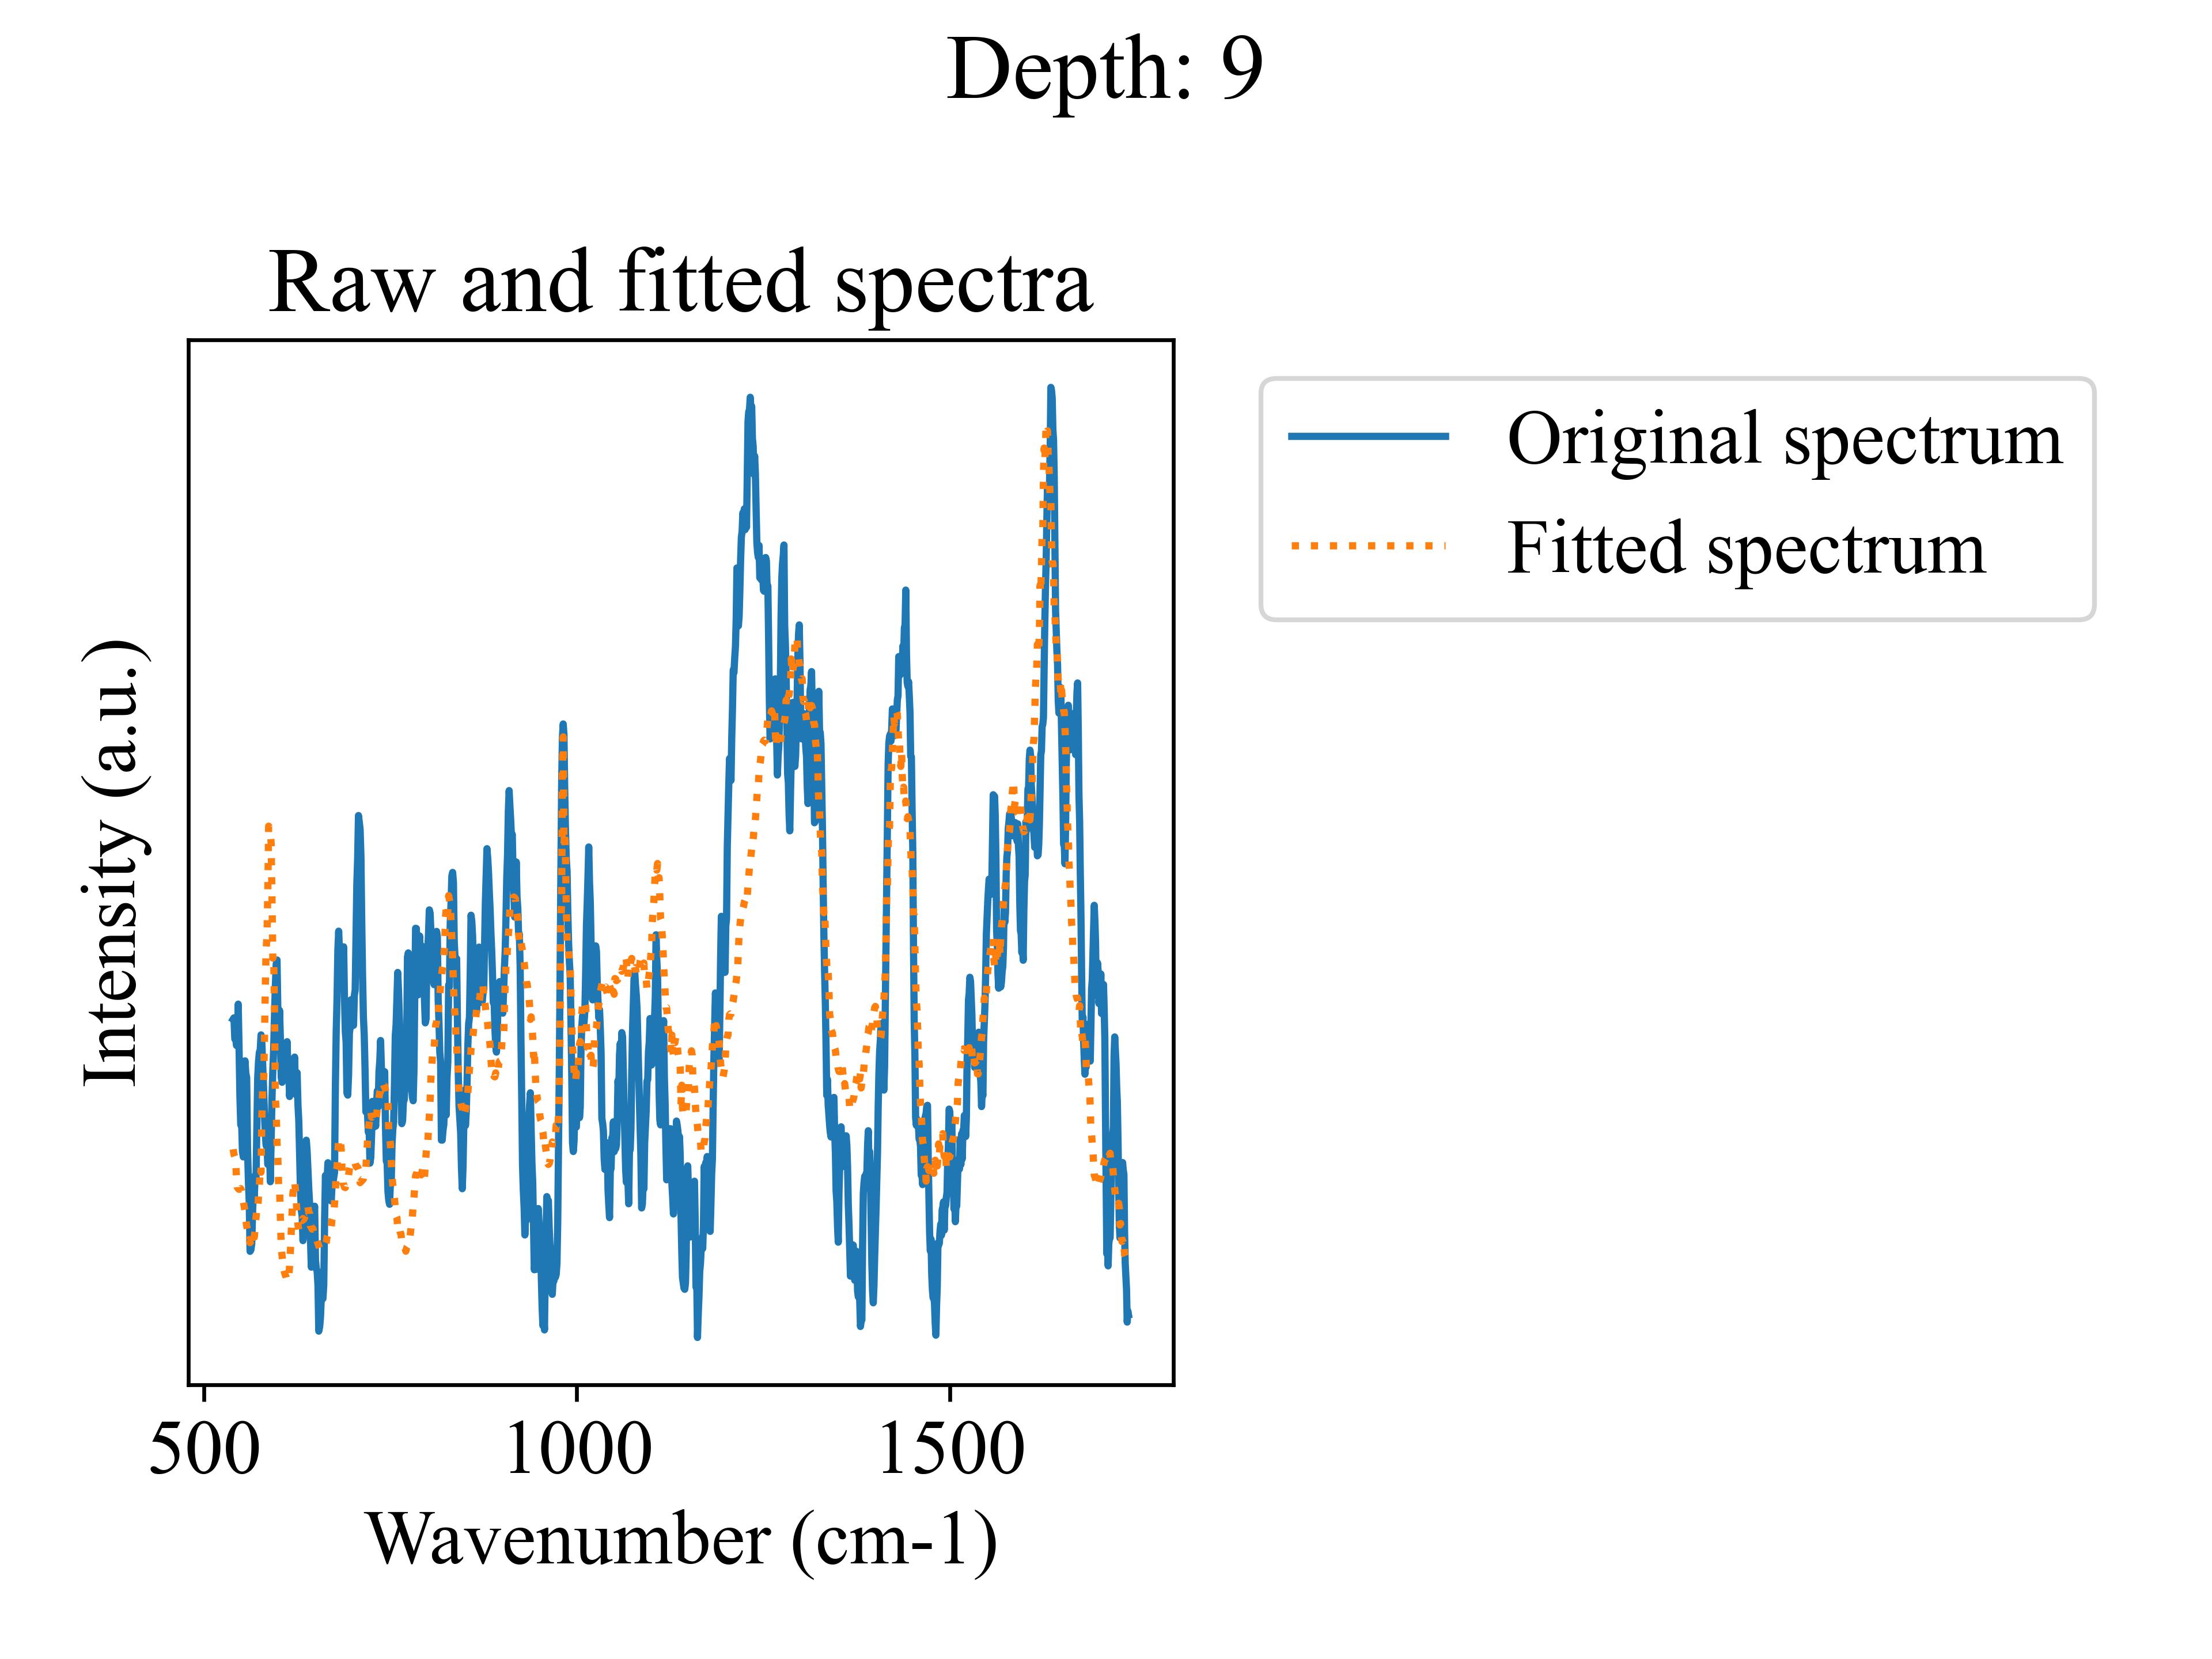 Depth: 9
Raw and fitted spectra
Original spectrum
Fitted spectrum
Intensity (a.u.)
500 1000 1500
Wavenumber (cm-1)